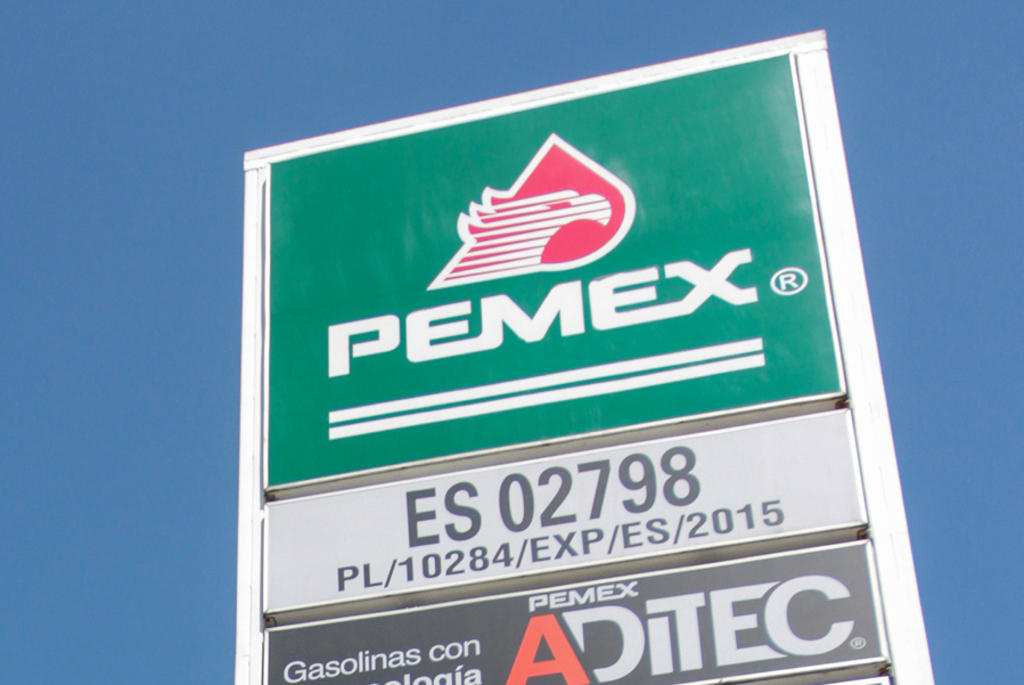 PEMEX ®
ES 02798
PL/10284/EXP/ES/2015
PEMEX
ADiTEC ®
Gasolinas con